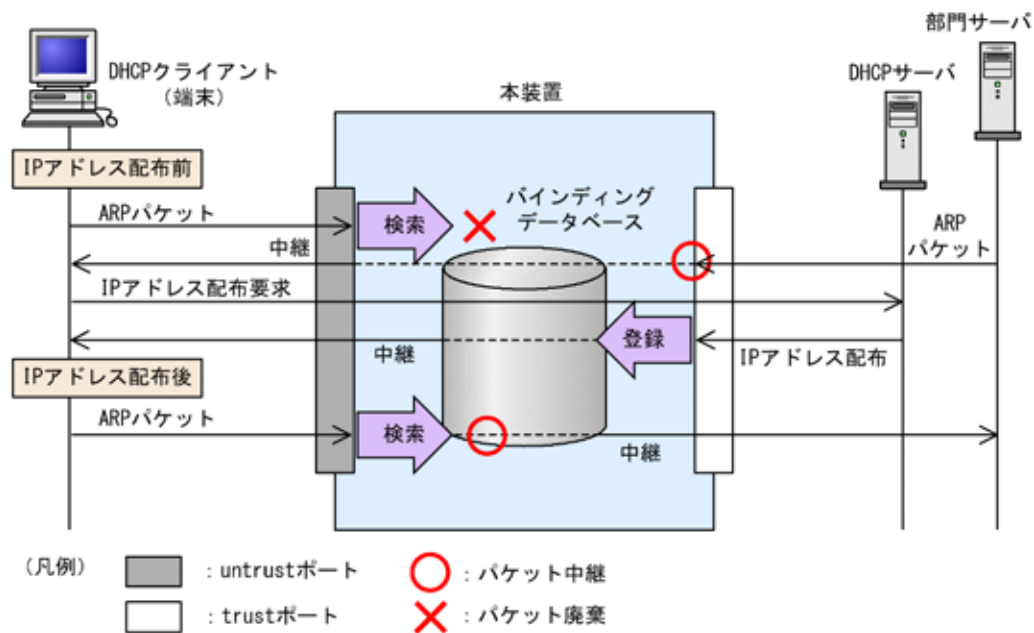 部門サーバ
DHCPクライアント
(端末)
DHCPサーバ
本装置
IPアドレス配布前
バインディング
データベース
ARPパケット
検索
ARP
パケット
中継
IPアドレス配布要求
登録
中継
IPアドレス配布
IPアドレス配布後
ARPパケット
検索
中継
(凡例)
:untrustポート
:パケット中継
:trustポート
:パケット廃棄